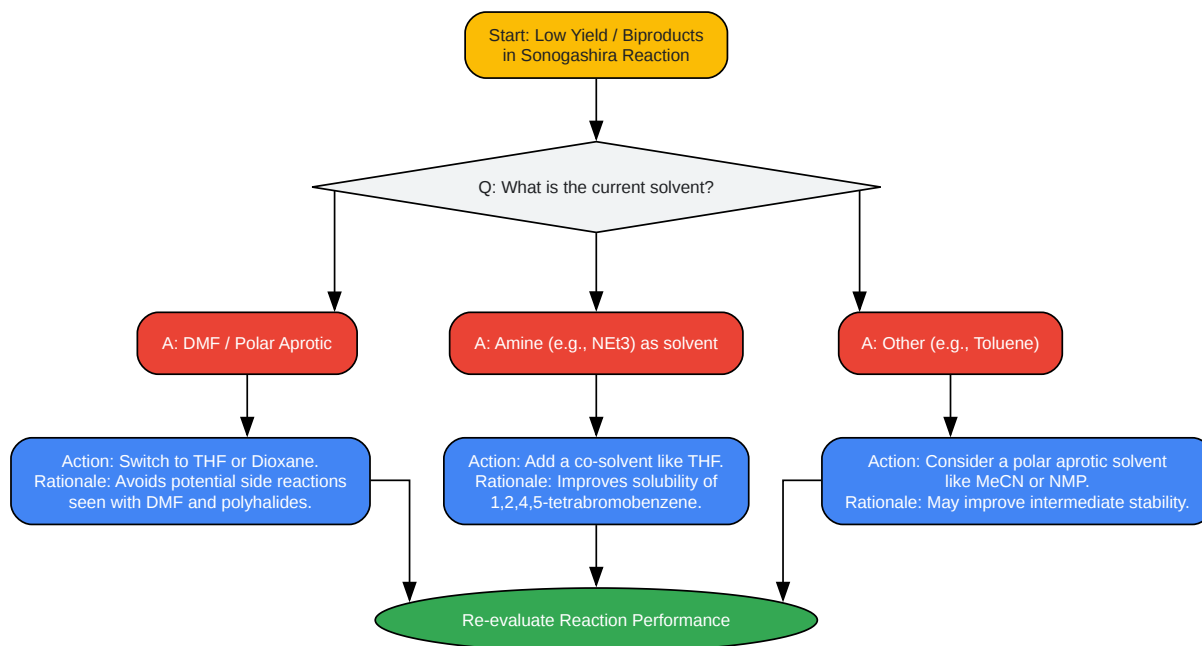 Start: Low Yield / Biproducts
in Sonogashira Reaction
Q: What is the current solvent?
A: DMF / Polar Aprotic
A: Amine (e.g., NEt3) as solvent
A: Other (e.g., Toluene)
Action: Switch to THF or Dioxane.
Rationale: Avoids potential side reactions
seen with DMF and polyhalides.
Action: Add a co-solvent like THF.
Rationale: Improves solubility of
1,2,4,5-tetrabromobenzene.
Action: Consider a polar aprotic solvent
like MeCN or NMP.
Rationale: May improve intermediate stability.
Re-evaluate Reaction Performance